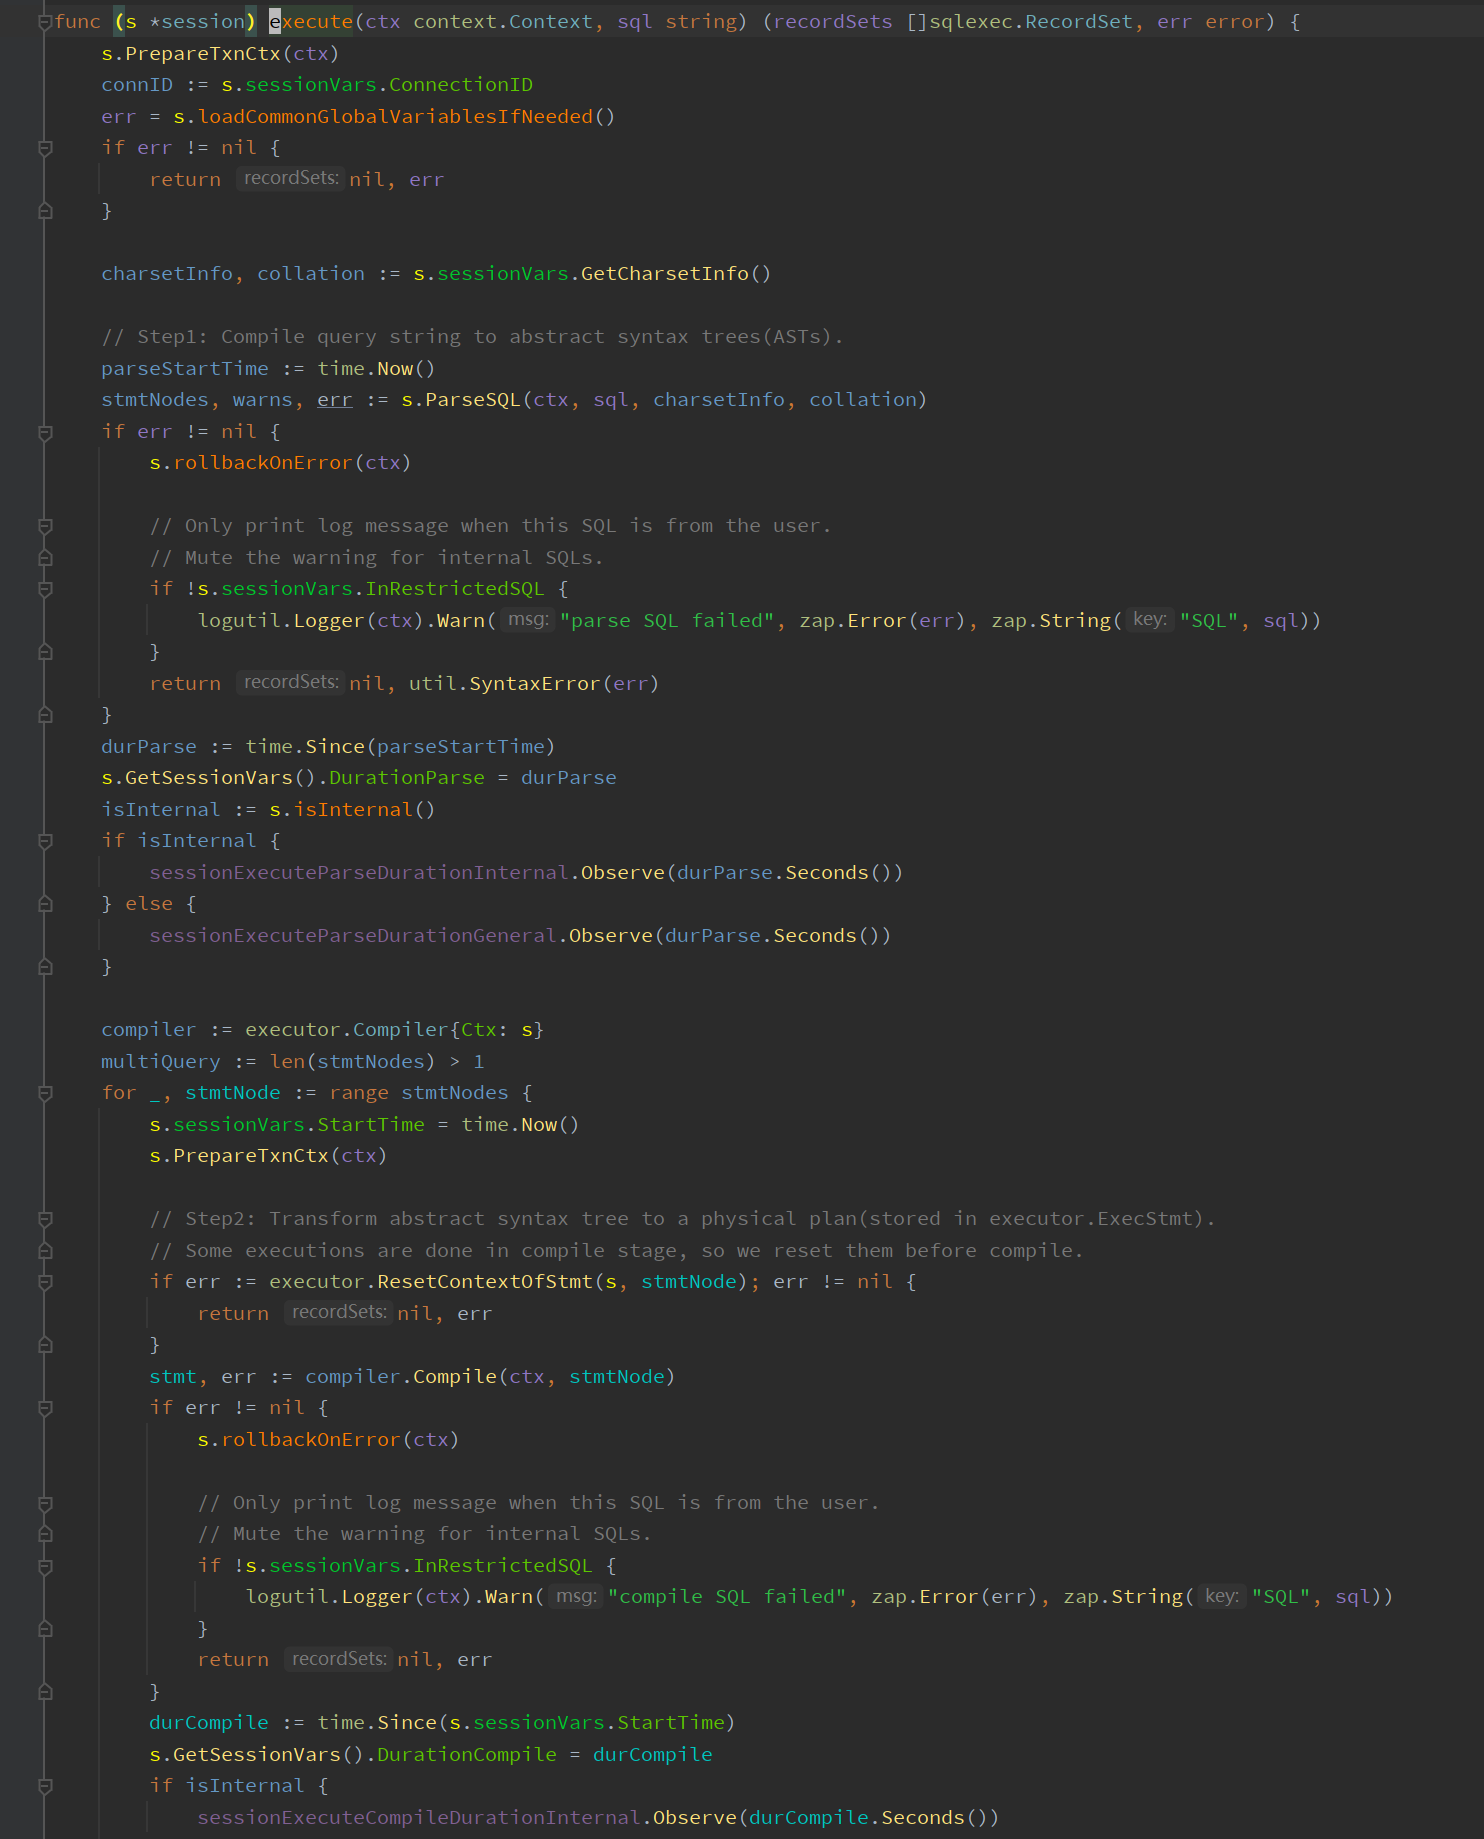 func (s *session) execute(ctx context.Context, sql string) (recordSets []sqlexec.RecordSet, err error) {
    s.PrepareTxnCtx(ctx)
    connID := s.sessionVars.ConnectionID
    err = s.loadCommonGlobalVariablesIfNeeded()
    if err != nil {
        return recordSets: nil, err
    }

    charsetInfo, collation := s.sessionVars.GetCharsetInfo()

    // Step1: Compile query string to abstract syntax trees(ASTs).
    parseStartTime := time.Now()
    stmtNodes, warns, err := s.ParseSQL(ctx, sql, charsetInfo, collation)
    if err != nil {
        s.rollbackOnError(ctx)

        // Only print log message when this SQL is from the user.
        // Mute the warning for internal SQLs.
        if !s.sessionVars.InRestrictedSQL {
            logutil.Logger(ctx).Warn( msg: "parse SQL failed", zap.Error(err), zap.String( key: "SQL", sql))
        }
        return recordSets: nil, util.SyntaxError(err)
    }
    durParse := time.Since(parseStartTime)
    s.GetSessionVars().DurationParse = durParse
    isInternal := s.isInternal()
    if isInternal {
        sessionExecuteParseDurationInternal.Observe(durParse.Seconds())
    } else {
        sessionExecuteParseDurationGeneral.Observe(durParse.Seconds())
    }

    compiler := executor.Compiler{Ctx: s}
    multiQuery := len(stmtNodes) > 1
    for _, stmtNode := range stmtNodes {
        s.sessionVars.StartTime = time.Now()
        s.PrepareTxnCtx(ctx)

        // Step2: Transform abstract syntax tree to a physical plan(stored in executor.ExecStmt).
        // Some executions are done in compile stage, so we reset them before compile.
        if err := executor.ResetContextOfStmt(s, stmtNode); err != nil {
            return recordSets: nil, err
        }
        stmt, err := compiler.Compile(ctx, stmtNode)
        if err != nil {
            s.rollbackOnError(ctx)

            // Only print log message when this SQL is from the user.
            // Mute the warning for internal SQLs.
            if !s.sessionVars.InRestrictedSQL {
                logutil.Logger(ctx).Warn( msg: "compile SQL failed", zap.Error(err), zap.String( key: "SQL", sql))
            }
            return recordSets: nil, err
        }
        durCompile := time.Since(s.sessionVars.StartTime)
        s.GetSessionVars().DurationCompile = durCompile
        if isInternal {
            sessionExecuteCompileDurationInternal.Observe(durCompile.Seconds())